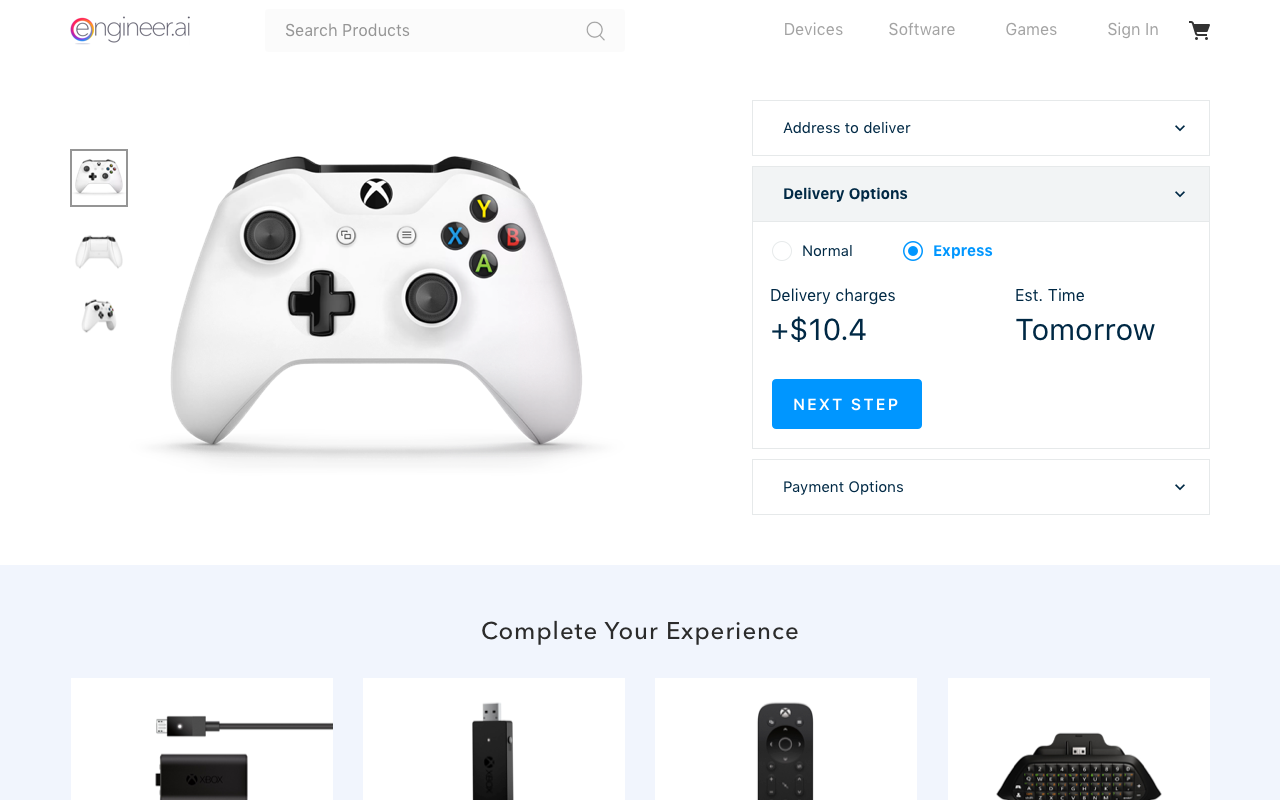 engineer.ai
Search Products
Devices
Software
Games
Sign In
Address to deliver
Delivery Options
Normal
Express
Delivery charges
Est. Time
+$10.4
Tomorrow
NEXT STEP
Payment Options
Y
X
B
A
Complete Your Experience
XBOX
XBOX